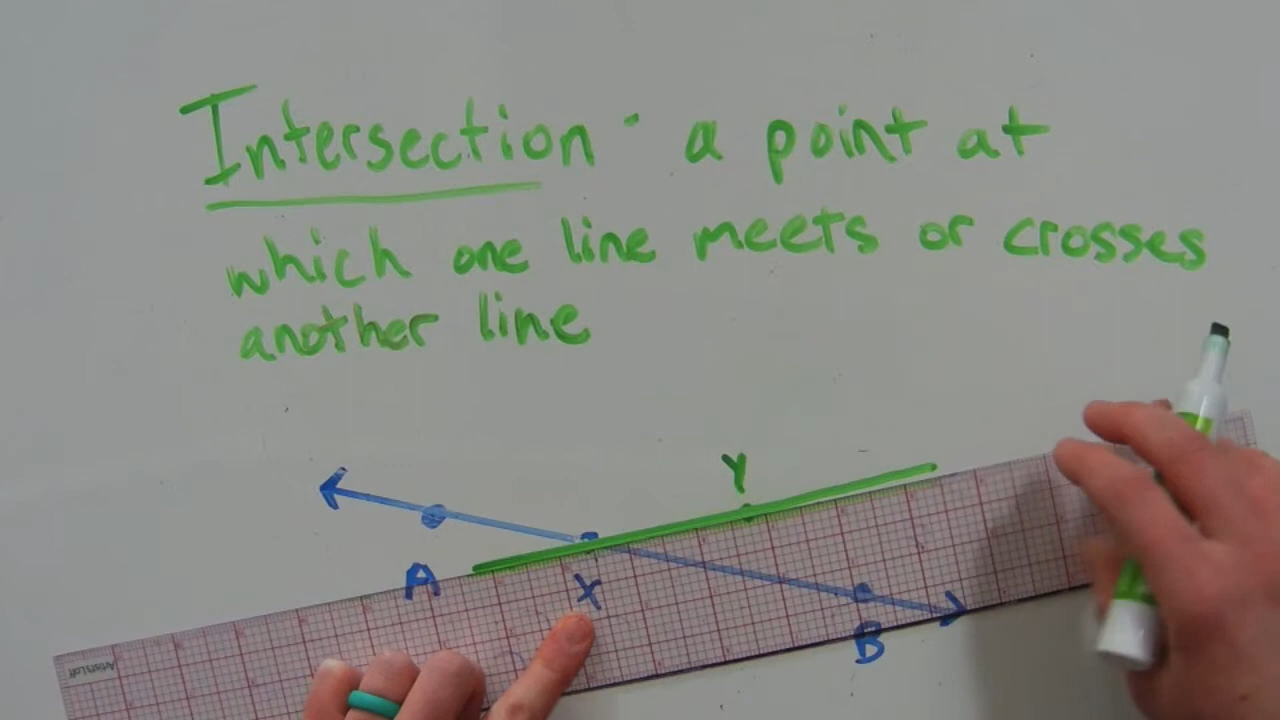 Intersection - a point at
which one line meets or crosses
another line
Y
A
X
B